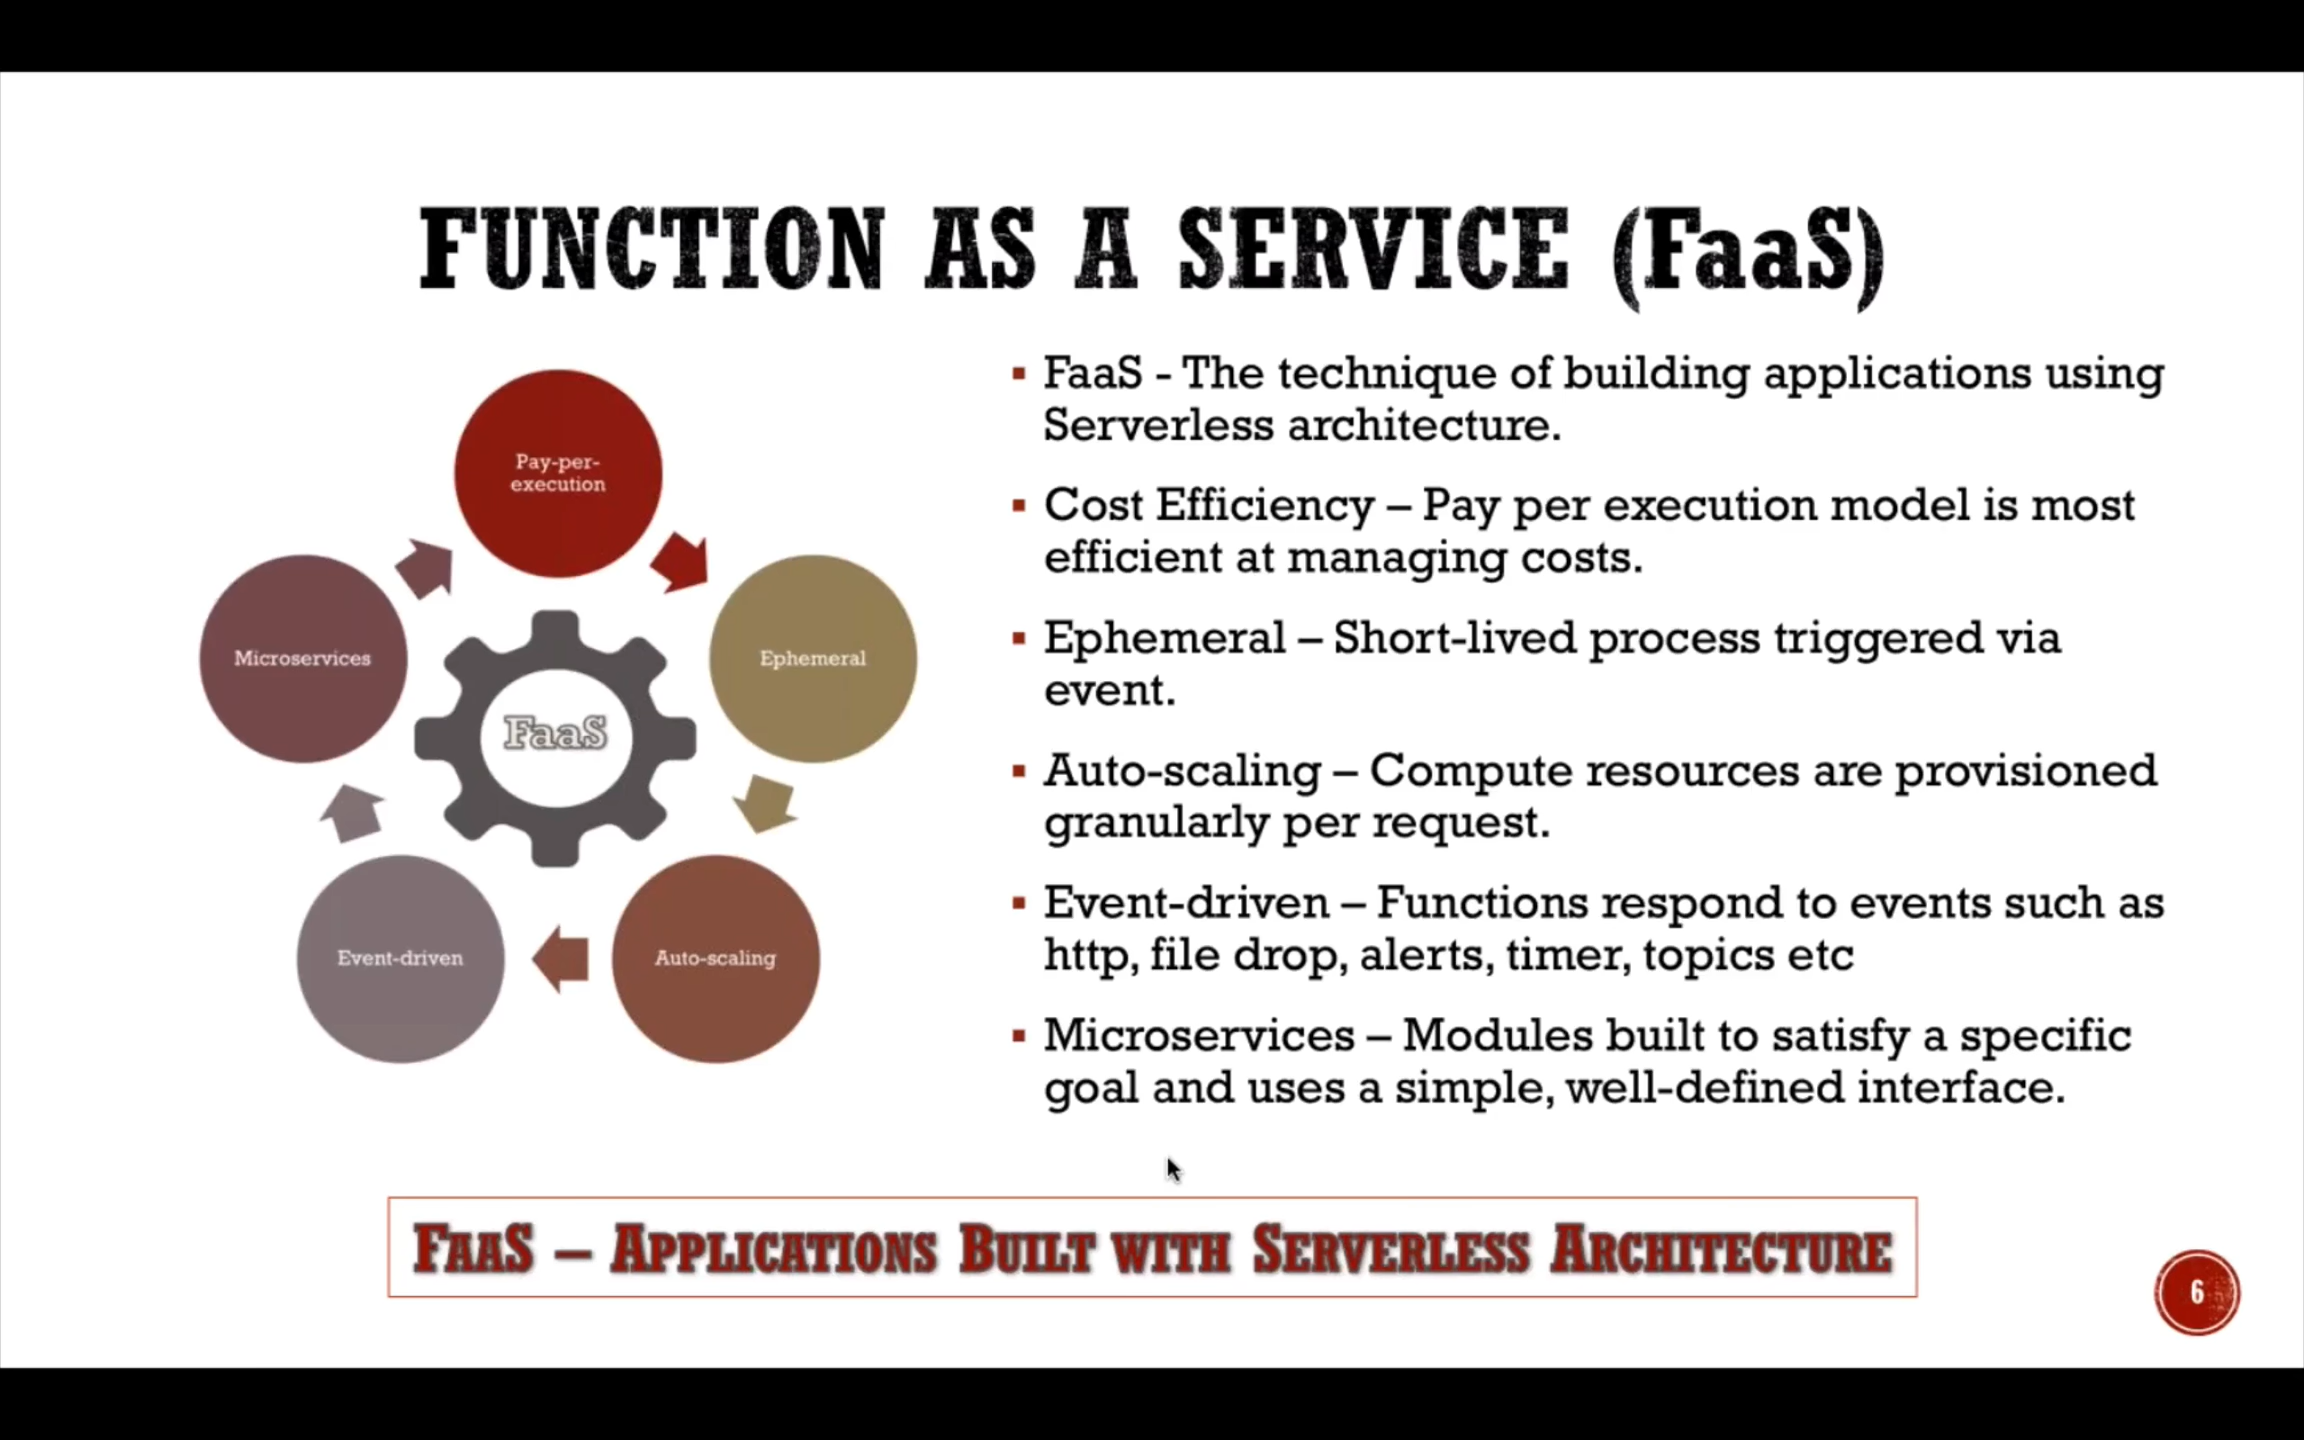 FUNCTION AS A SERVICE (FaaS)
Pay-per-
execution
Microservices
Ephemeral
FaaS
Event-driven
Auto-scaling
▪ FaaS - The technique of building applications using
Serverless architecture.
▪ Cost Efficiency – Pay per execution model is most
efficient at managing costs.
▪ Ephemeral – Short-lived process triggered via
event.
▪ Auto-scaling – Compute resources are provisioned
granularly per request.
▪ Event-driven – Functions respond to events such as
http, file drop, alerts, timer, topics etc
▪ Microservices – Modules built to satisfy a specific
goal and uses a simple, well-defined interface.
FAAS – APPLICATIONS BUILT WITH SERVERLESS ARCHITECTURE
6